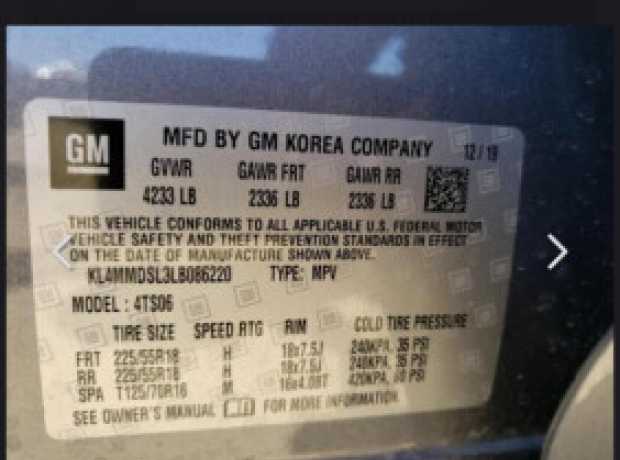 GM
MFD BY GM KOREA COMPANY 12/19
GVWR GAWR FRT GAWR RR
4233 LB 2336 LB 2336 LB
THIS VEHICLE CONFORMS TO ALL APPLICABLE U.S. FEDERAL MOTOR
VEHICLE SAFETY AND THEFT PREVENTION STANDARDS IN EFFECT
ON THE DATE OF MANUFACTURE SHOWN ABOVE.
KL4MMDSL3LB086220 TYPE: MPV
MODEL : 4TS06
TIRE SIZE SPEED RTG RIM COLD TIRE PRESSURE
FRT 225/55R18 H 18x7.5J 240KPA, 35 PSI
RR 225/55R18 H 18x7.5J 240KPA, 35 PSI
SPA T125/70R16 M 16x4.0BT 420KPA, 60 PSI
SEE OWNER'S MANUAL FOR MORE INFORMATION.